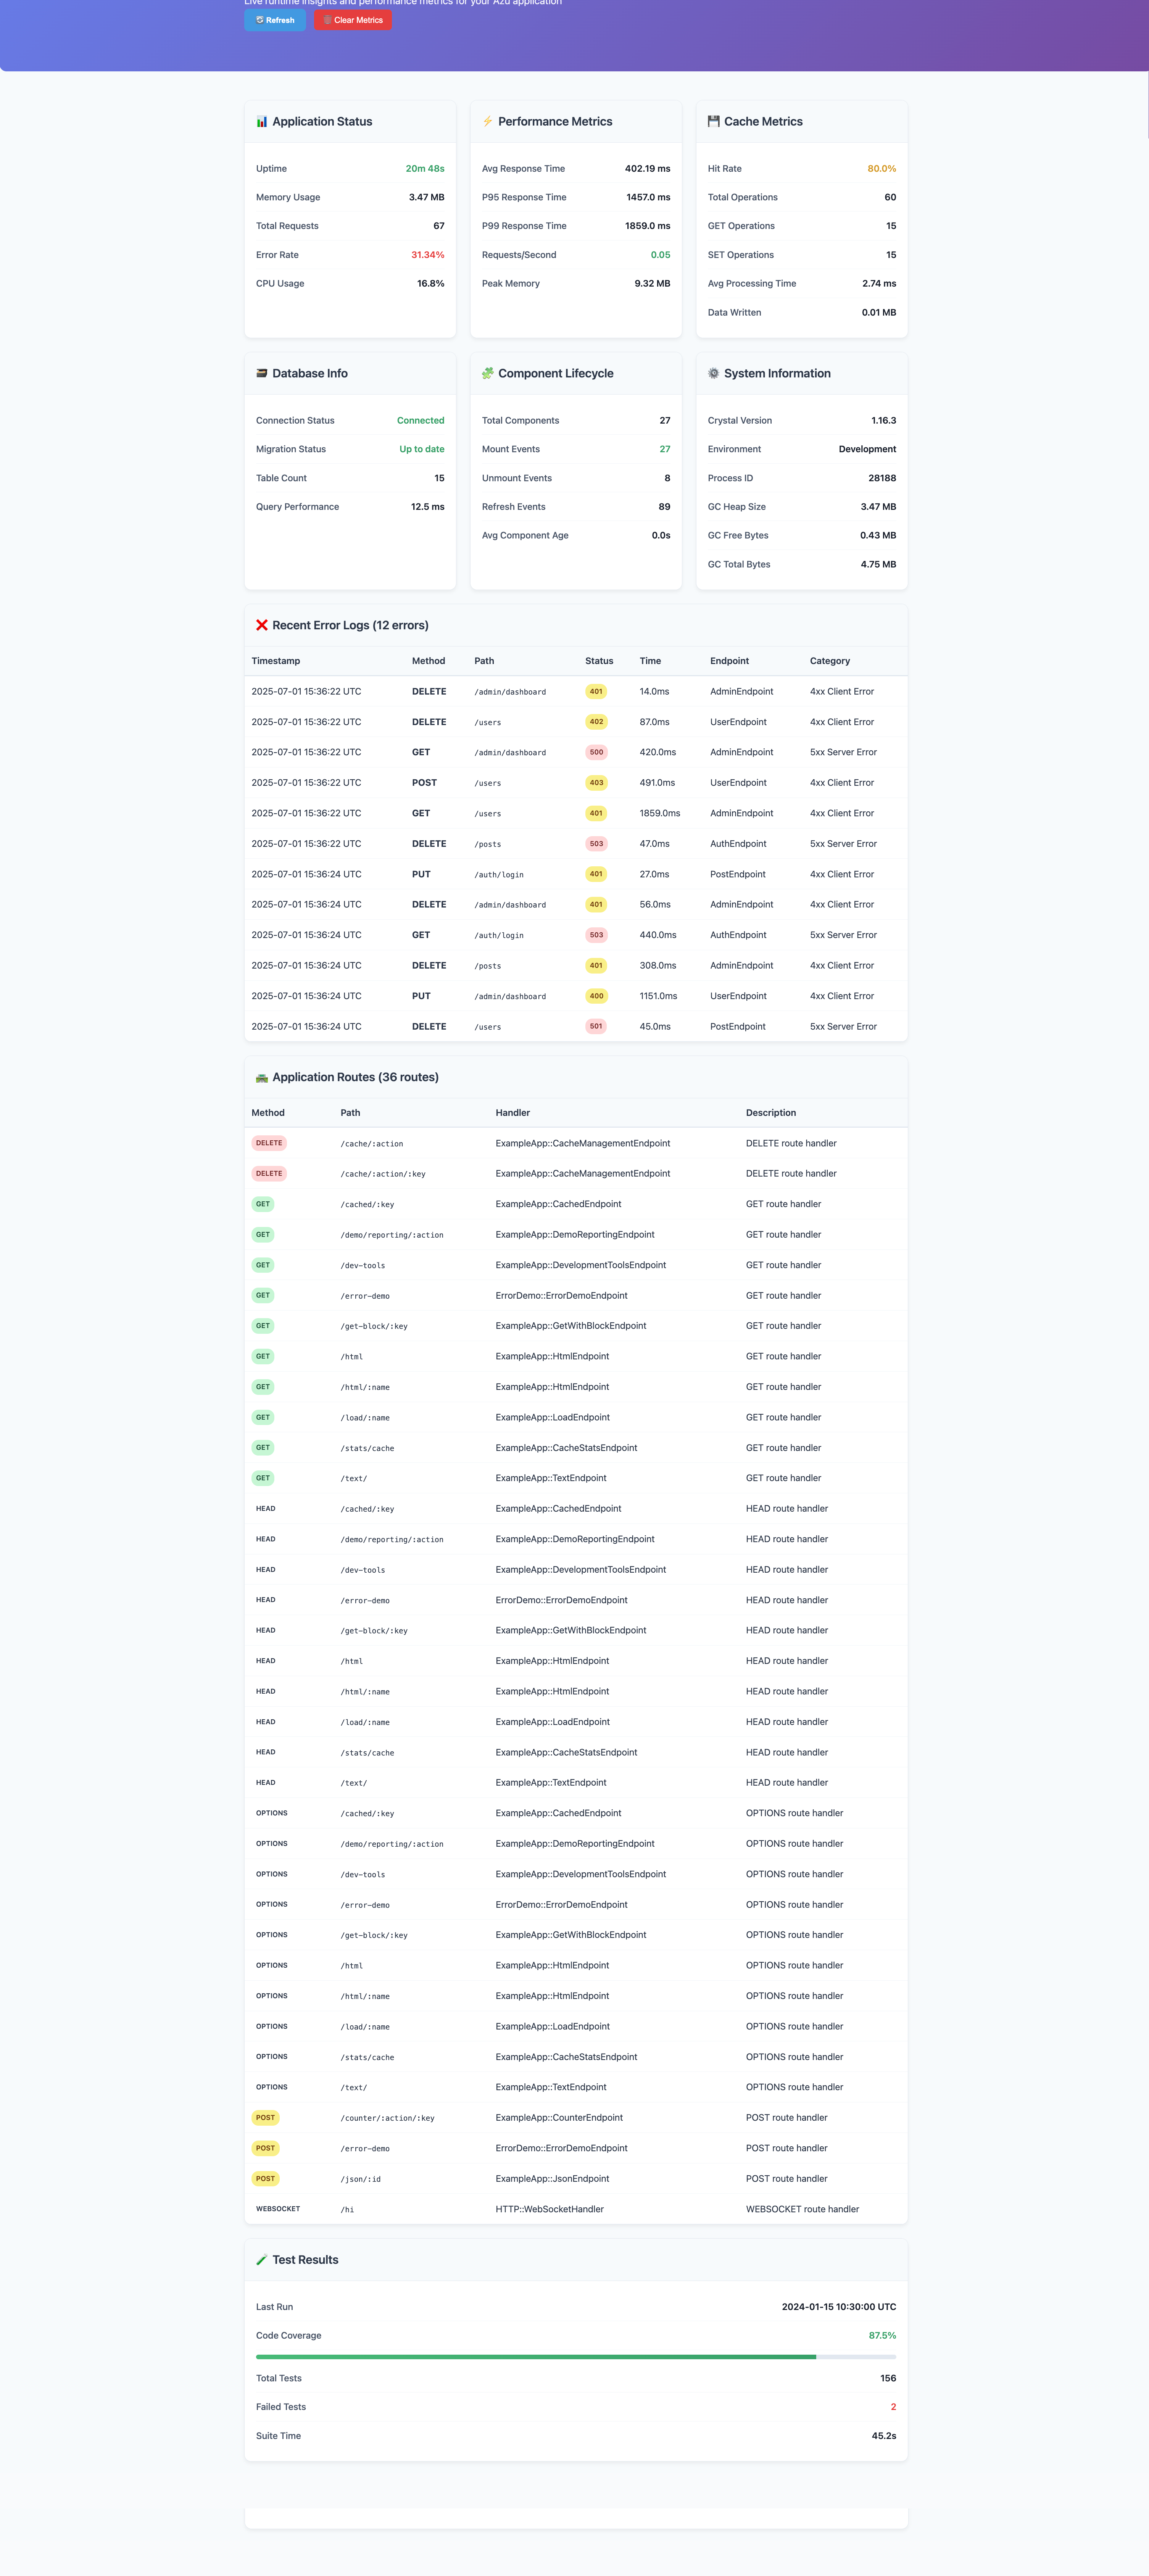 Live runtime insights and performance metrics for your Azu application
Refresh Clear Metrics
Application Status
Uptime 20m 48s
Memory Usage 3.47 MB
Total Requests 67
Error Rate 31.34%
CPU Usage 16.8%
Performance Metrics
Avg Response Time 402.19 ms
P95 Response Time 1457.0 ms
P99 Response Time 1859.0 ms
Requests/Second 0.05
Peak Memory 9.32 MB
Cache Metrics
Hit Rate 80.0%
Total Operations 60
GET Operations 15
SET Operations 15
Avg Processing Time 2.74 ms
Data Written 0.01 MB
Database Info
Connection Status Connected
Migration Status Up to date
Table Count 15
Query Performance 12.5 ms
Component Lifecycle
Total Components 27
Mount Events 27
Unmount Events 8
Refresh Events 89
Avg Component Age 0.0s
System Information
Crystal Version 1.16.3
Environment Development
Process ID 28188
GC Heap Size 3.47 MB
GC Free Bytes 0.43 MB
GC Total Bytes 4.75 MB
Recent Error Logs (12 errors)
Timestamp Method Path Status Time Endpoint Category
2025-07-01 15:36:22 UTC DELETE /admin/dashboard 401 14.0ms AdminEndpoint 4xx Client Error
2025-07-01 15:36:22 UTC DELETE /users 402 87.0ms UserEndpoint 4xx Client Error
2025-07-01 15:36:22 UTC GET /admin/dashboard 500 420.0ms AdminEndpoint 5xx Server Error
2025-07-01 15:36:22 UTC POST /users 403 491.0ms UserEndpoint 4xx Client Error
2025-07-01 15:36:22 UTC GET /users 401 1859.0ms AdminEndpoint 4xx Client Error
2025-07-01 15:36:22 UTC DELETE /posts 503 47.0ms AuthEndpoint 5xx Server Error
2025-07-01 15:36:24 UTC PUT /auth/login 401 27.0ms PostEndpoint 4xx Client Error
2025-07-01 15:36:24 UTC DELETE /admin/dashboard 401 56.0ms AdminEndpoint 4xx Client Error
2025-07-01 15:36:24 UTC GET /auth/login 503 440.0ms AuthEndpoint 5xx Server Error
2025-07-01 15:36:24 UTC DELETE /posts 401 308.0ms AdminEndpoint 4xx Client Error
2025-07-01 15:36:24 UTC PUT /admin/dashboard 400 1151.0ms UserEndpoint 4xx Client Error
2025-07-01 15:36:24 UTC DELETE /users 501 45.0ms PostEndpoint 5xx Server Error
Application Routes (36 routes)
Method Path Handler Description
DELETE /cache/:action ExampleApp::CacheManagementEndpoint DELETE route handler
DELETE /cache/:action/:key ExampleApp::CacheManagementEndpoint DELETE route handler
GET /cached/:key ExampleApp::CachedEndpoint GET route handler
GET /demo/reporting/:action ExampleApp::DemoReportingEndpoint GET route handler
GET /dev-tools ExampleApp::DevelopmentToolsEndpoint GET route handler
GET /error-demo ErrorDemo::ErrorDemoEndpoint GET route handler
GET /get-block/:key ExampleApp::GetWithBlockEndpoint GET route handler
GET /html ExampleApp::HtmlEndpoint GET route handler
GET /html/:name ExampleApp::HtmlEndpoint GET route handler
GET /load/:name ExampleApp::LoadEndpoint GET route handler
GET /stats/cache ExampleApp::CacheStatsEndpoint GET route handler
GET /text/ ExampleApp::TextEndpoint GET route handler
HEAD /cached/:key ExampleApp::CachedEndpoint HEAD route handler
HEAD /demo/reporting/:action ExampleApp::DemoReportingEndpoint HEAD route handler
HEAD /dev-tools ExampleApp::DevelopmentToolsEndpoint HEAD route handler
HEAD /error-demo ErrorDemo::ErrorDemoEndpoint HEAD route handler
HEAD /get-block/:key ExampleApp::GetWithBlockEndpoint HEAD route handler
HEAD /html ExampleApp::HtmlEndpoint HEAD route handler
HEAD /html/:name ExampleApp::HtmlEndpoint HEAD route handler
HEAD /load/:name ExampleApp::LoadEndpoint HEAD route handler
HEAD /stats/cache ExampleApp::CacheStatsEndpoint HEAD route handler
HEAD /text/ ExampleApp::TextEndpoint HEAD route handler
OPTIONS /cached/:key ExampleApp::CachedEndpoint OPTIONS route handler
OPTIONS /demo/reporting/:action ExampleApp::DemoReportingEndpoint OPTIONS route handler
OPTIONS /dev-tools ExampleApp::DevelopmentToolsEndpoint OPTIONS route handler
OPTIONS /error-demo ErrorDemo::ErrorDemoEndpoint OPTIONS route handler
OPTIONS /get-block/:key ExampleApp::GetWithBlockEndpoint OPTIONS route handler
OPTIONS /html ExampleApp::HtmlEndpoint OPTIONS route handler
OPTIONS /html/:name ExampleApp::HtmlEndpoint OPTIONS route handler
OPTIONS /load/:name ExampleApp::LoadEndpoint OPTIONS route handler
OPTIONS /stats/cache ExampleApp::CacheStatsEndpoint OPTIONS route handler
OPTIONS /text/ ExampleApp::TextEndpoint OPTIONS route handler
POST /counter/:action/:key ExampleApp::CounterEndpoint POST route handler
POST /error-demo ErrorDemo::ErrorDemoEndpoint POST route handler
POST /json/:id ExampleApp::JsonEndpoint POST route handler
WEBSOCKET /hi HTTP::WebSocketHandler WEBSOCKET route handler
Test Results
Last Run 2024-01-15 10:30:00 UTC
Code Coverage 87.5%
Total Tests 156
Failed Tests 2
Suite Time 45.2s